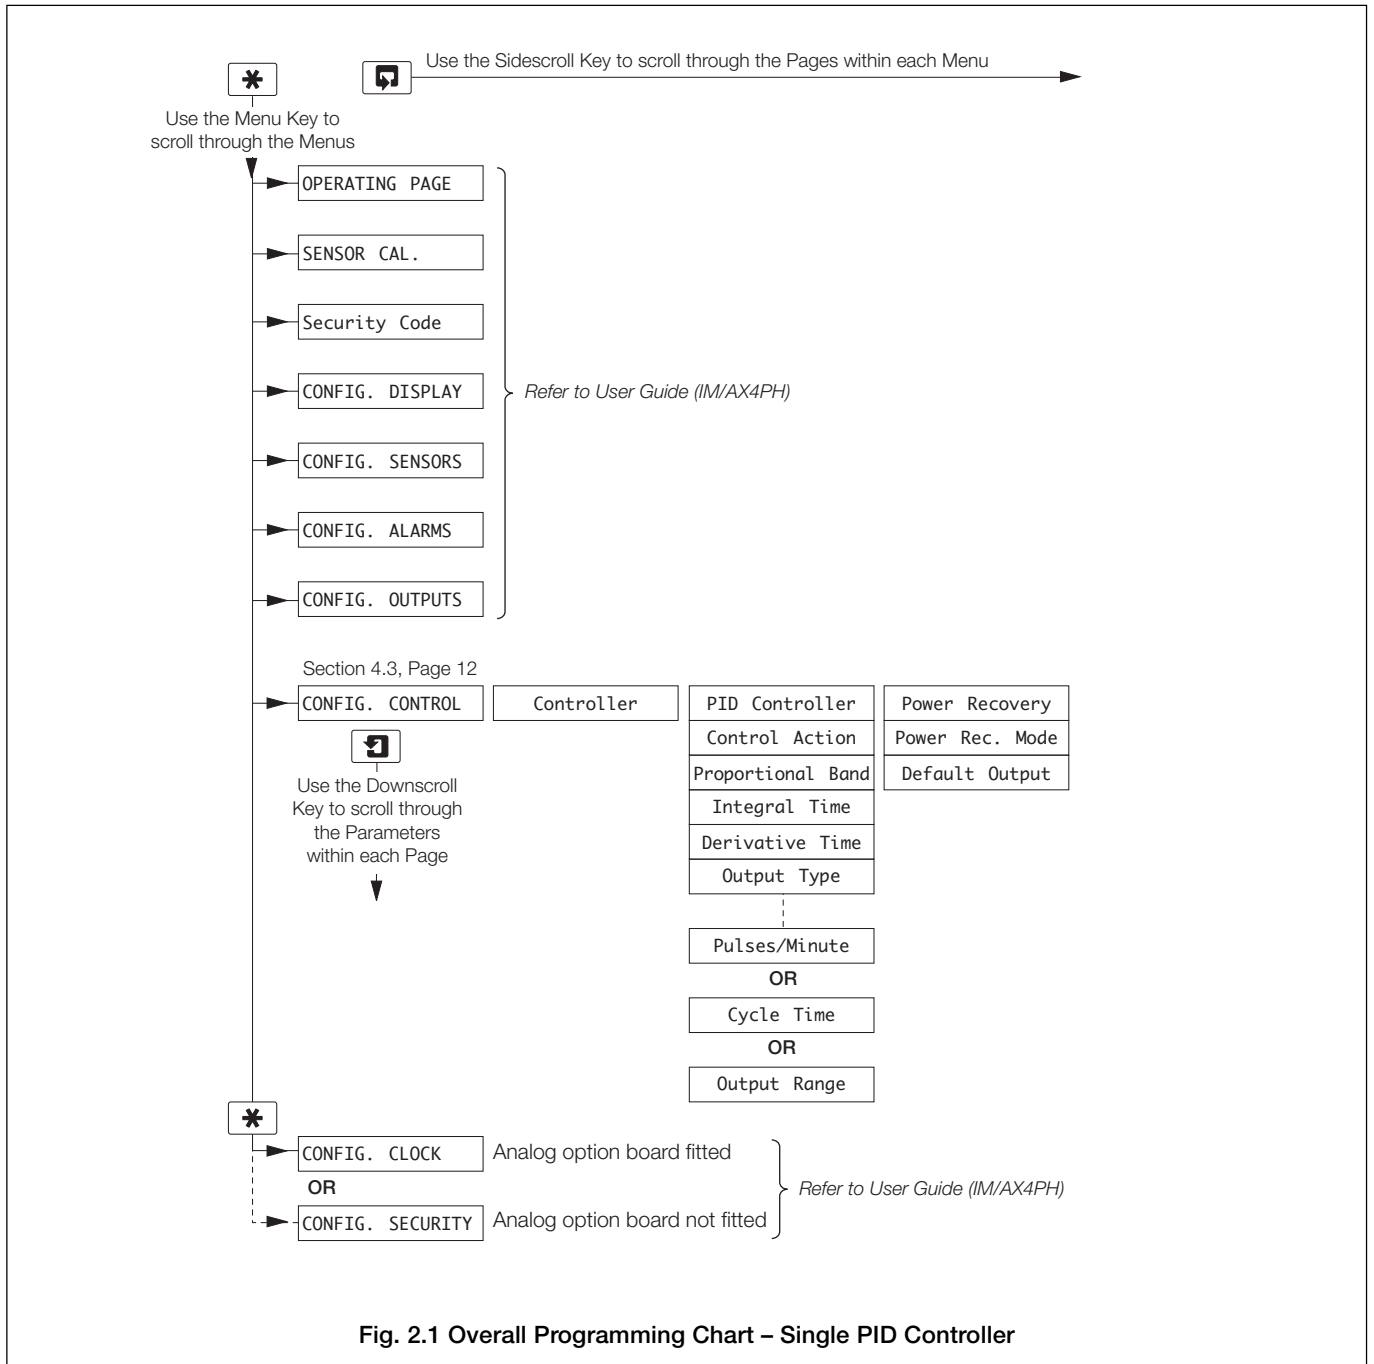 Use the Sidescroll Key to scroll through the Pages within each Menu
Use the Menu Key to
scroll through the Menus
OPERATING PAGE
SENSOR CAL.
Security Code
CONFIG. DISPLAY
Refer to User Guide (IM/AX4PH)
CONFIG. SENSORS
CONFIG. ALARMS
CONFIG. OUTPUTS
Section 4.3, Page 12
CONFIG. CONTROL
Controller
PID Controller
Control Action
Proportional Band
Integral Time
Derivative Time
Output Type
Pulses/Minute
OR
Cycle Time
OR
Output Range
Power Recovery
Power Rec. Mode
Default Output
Use the Downscroll
Key to scroll through
the Parameters
within each Page
CONFIG. CLOCK
Analog option board fitted
OR
Refer to User Guide (IM/AX4PH)
CONFIG. SECURITY
Analog option board not fitted
Fig. 2.1 Overall Programming Chart – Single PID Controller